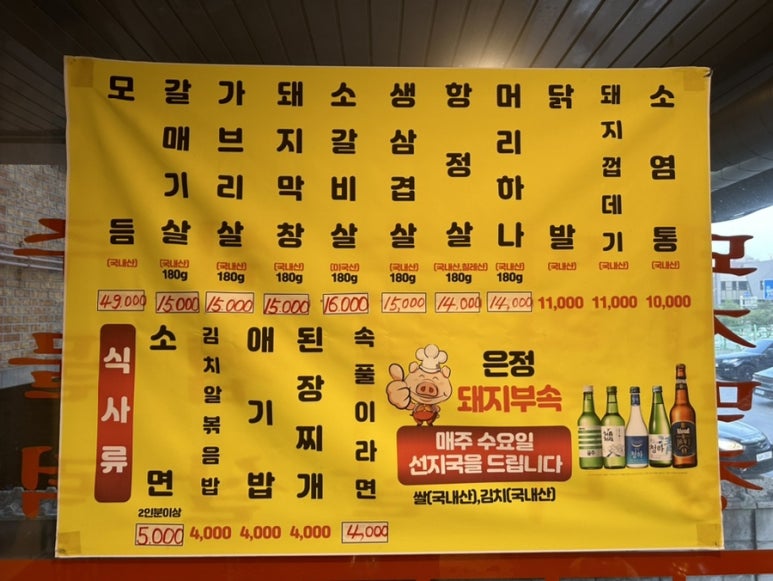 모듬
(국내산)
49,000
갈매기살
(국내산)
180g
15,000
가브리살
(국내산)
180g
15,000
돼지막창
(국내산)
180g
15,000
소갈비살
(미국산)
180g
16,000
생삼겹살
(국내산)
180g
15,000
항정살
(국내산,칠레산)
180g
14,000
머리하나
(국내산)
180g
14,000
닭발
(국내산)
11,000
돼지껍데기
(국내산)
11,000
소염통
(국내산)
10,000
식사류
소면
2인분이상
5,000
김치알볶음밥
4,000
애기밥
4,000
된장찌개
4,000
속풀이라면
4,000
은정
돼지부속
매주 수요일
선지국을 드립니다
쌀(국내산),김치(국내산)